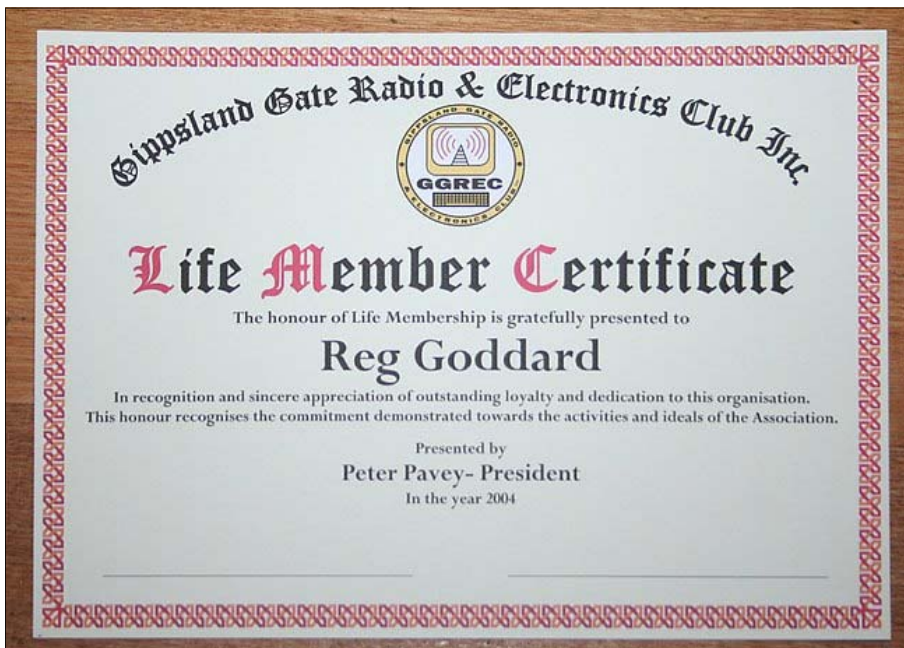 Gippsland Gate Radio & Electronics Club Inc.
GIPPSLAND GATE RADIO
GGREC
& ELECTRONICS CLUB
Life Member Certificate
The honour of Life Membership is gratefully presented to
Reg Goddard
In recognition and sincere appreciation of outstanding loyalty and dedication to this organisation.
This honour recognises the commitment demonstrated towards the activities and ideals of the Association.
Presented by
Peter Pavey- President
In the year 2004